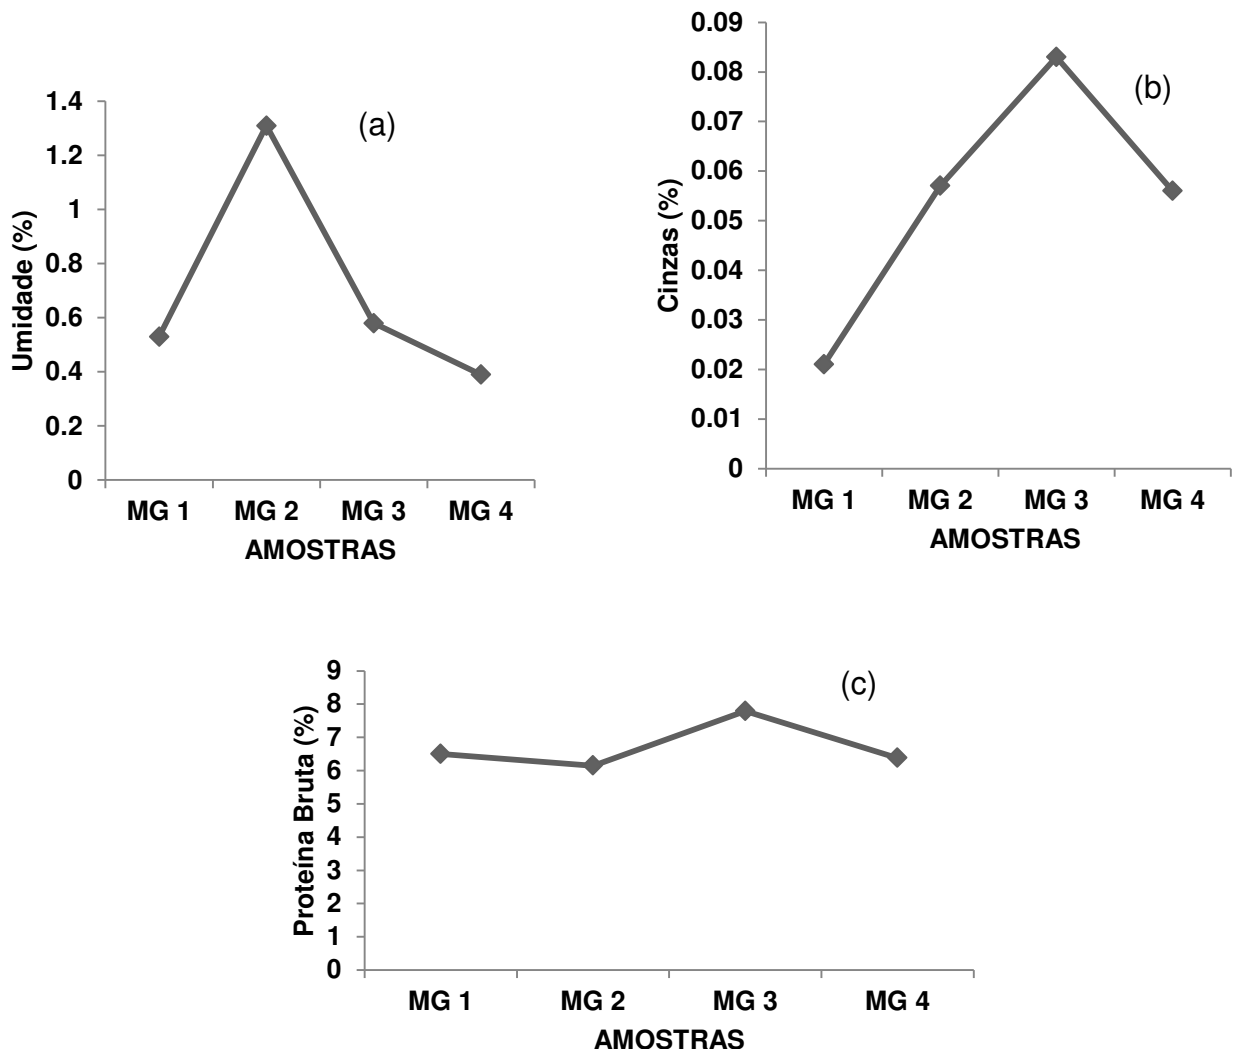 (a)
Umidade (%)
1.4
1.2
1
0.8
0.6
0.4
0.2
0
MG 1 MG 2 MG 3 MG 4
AMOSTRAS
(b)
Cinzas (%)
0.09
0.08
0.07
0.06
0.05
0.04
0.03
0.02
0.01
0
MG 1 MG 2 MG 3 MG 4
AMOSTRAS
(c)
Proteína Bruta (%)
9
8
7
6
5
4
3
2
1
0
MG 1 MG 2 MG 3 MG 4
AMOSTRAS